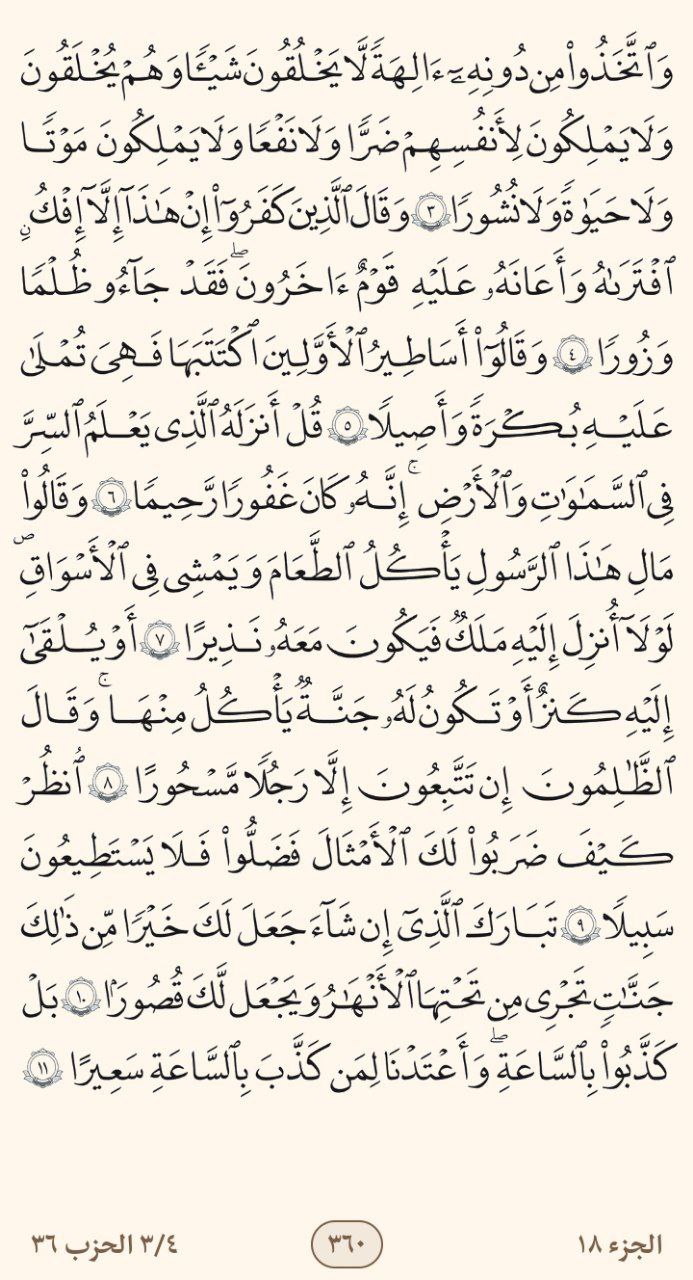 وَٱتَّخَذُوا۟ مِن دُونِهِۦٓ ءَالِهَةً لَّا يَخْلُقُونَ شَيْـًٔا وَهُمْ يُخْلَقُونَ
وَلَا يَمْلِكُونَ لِأَنفُسِهِمْ ضَرًّا وَلَا نَفْعًا وَلَا يَمْلِكُونَ مَوْتًا
وَلَا حَيَوٰةً وَلَا نُشُورًا ٣ وَقَالَ ٱلَّذِينَ كَفَرُوٓا۟ إِنْ هَـٰذَآ إِلَّآ إِفْكٌ
ٱفْتَرَىٰهُ وَأَعَانَهُۥ عَلَيْهِ قَوْمٌ ءَاخَرُونَ ۖ فَقَدْ جَآءُو ظُلْمًا
وَزُورًا ٤ وَقَالُوٓا۟ أَسَـٰطِيرُ ٱلْأَوَّلِينَ ٱكْتَتَبَهَا فَهِىَ تُمْلَىٰ
عَلَيْهِ بُكْرَةً وَأَصِيلًا ٥ قُلْ أَنزَلَهُ ٱلَّذِى يَعْلَمُ ٱلسِّرَّ
فِى ٱلسَّمَـٰوَٰتِ وَٱلْأَرْضِ ۚ إِنَّهُۥ كَانَ غَفُورًا رَّحِيمًا ٦ وَقَالُوا۟
مَالِ هَـٰذَا ٱلرَّسُولِ يَأْكُلُ ٱلطَّعَامَ وَيَمْشِى فِى ٱلْأَسْوَاقِ ۙ
لَوْلَآ أُنزِلَ إِلَيْهِ مَلَكٌ فَيَكُونَ مَعَهُۥ نَذِيرًا ٧ أَوْ يُلْقَىٰٓ
إِلَيْهِ كَنزٌ أَوْ تَكُونُ لَهُۥ جَنَّةٌ يَأْكُلُ مِنْهَا ۚ وَقَالَ
ٱلظَّـٰلِمُونَ إِن تَتَّبِعُونَ إِلَّا رَجُلًا مَّسْحُورًا ٨ ٱنظُرْ
كَيْفَ ضَرَبُوا۟ لَكَ ٱلْأَمْثَـٰلَ فَضَلُّوا۟ فَلَا يَسْتَطِيعُونَ
سَبِيلًا ٩ تَبَارَكَ ٱلَّذِىٓ إِن شَآءَ جَعَلَ لَكَ خَيْرًا مِّن ذَٰلِكَ
جَنَّـٰتٍ تَجْرِى مِن تَحْتِهَا ٱلْأَنْهَـٰرُ وَيَجْعَل لَّكَ قُصُورًۢا ١٠ بَلْ
كَذَّبُوا۟ بِٱلسَّاعَةِ ۖ وَأَعْتَدْنَا لِمَن كَذَّبَ بِٱلسَّاعَةِ سَعِيرًا ١١
الجزء ١٨ ٣٦٠ ٣/٤ الحزب ٣٦